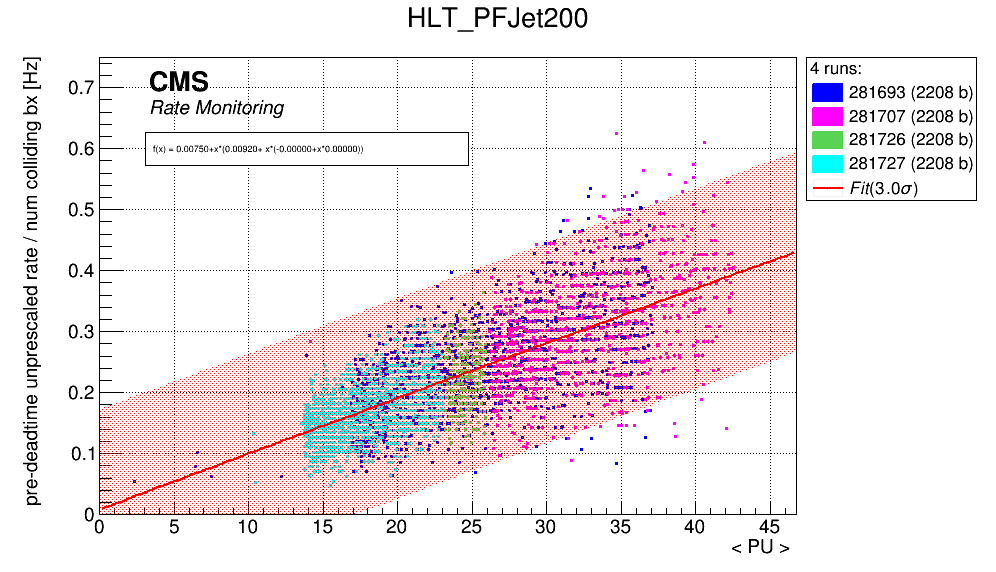 HLT_PFJet200
pre-deadtime unprescaled rate / num colliding bx [Hz]
CMS
Rate Monitoring
f(x) = 0.00750+x*(0.00920+ x*(-0.00000+x*0.00000))
0.7
0.6
0.5
0.4
0.3
0.2
0.1
0
0 5 10 15 20 25 30 35 40 45
< PU >
4 runs:
281693 (2208 b)
281707 (2208 b)
281726 (2208 b)
281727 (2208 b)
Fit(3.0σ)